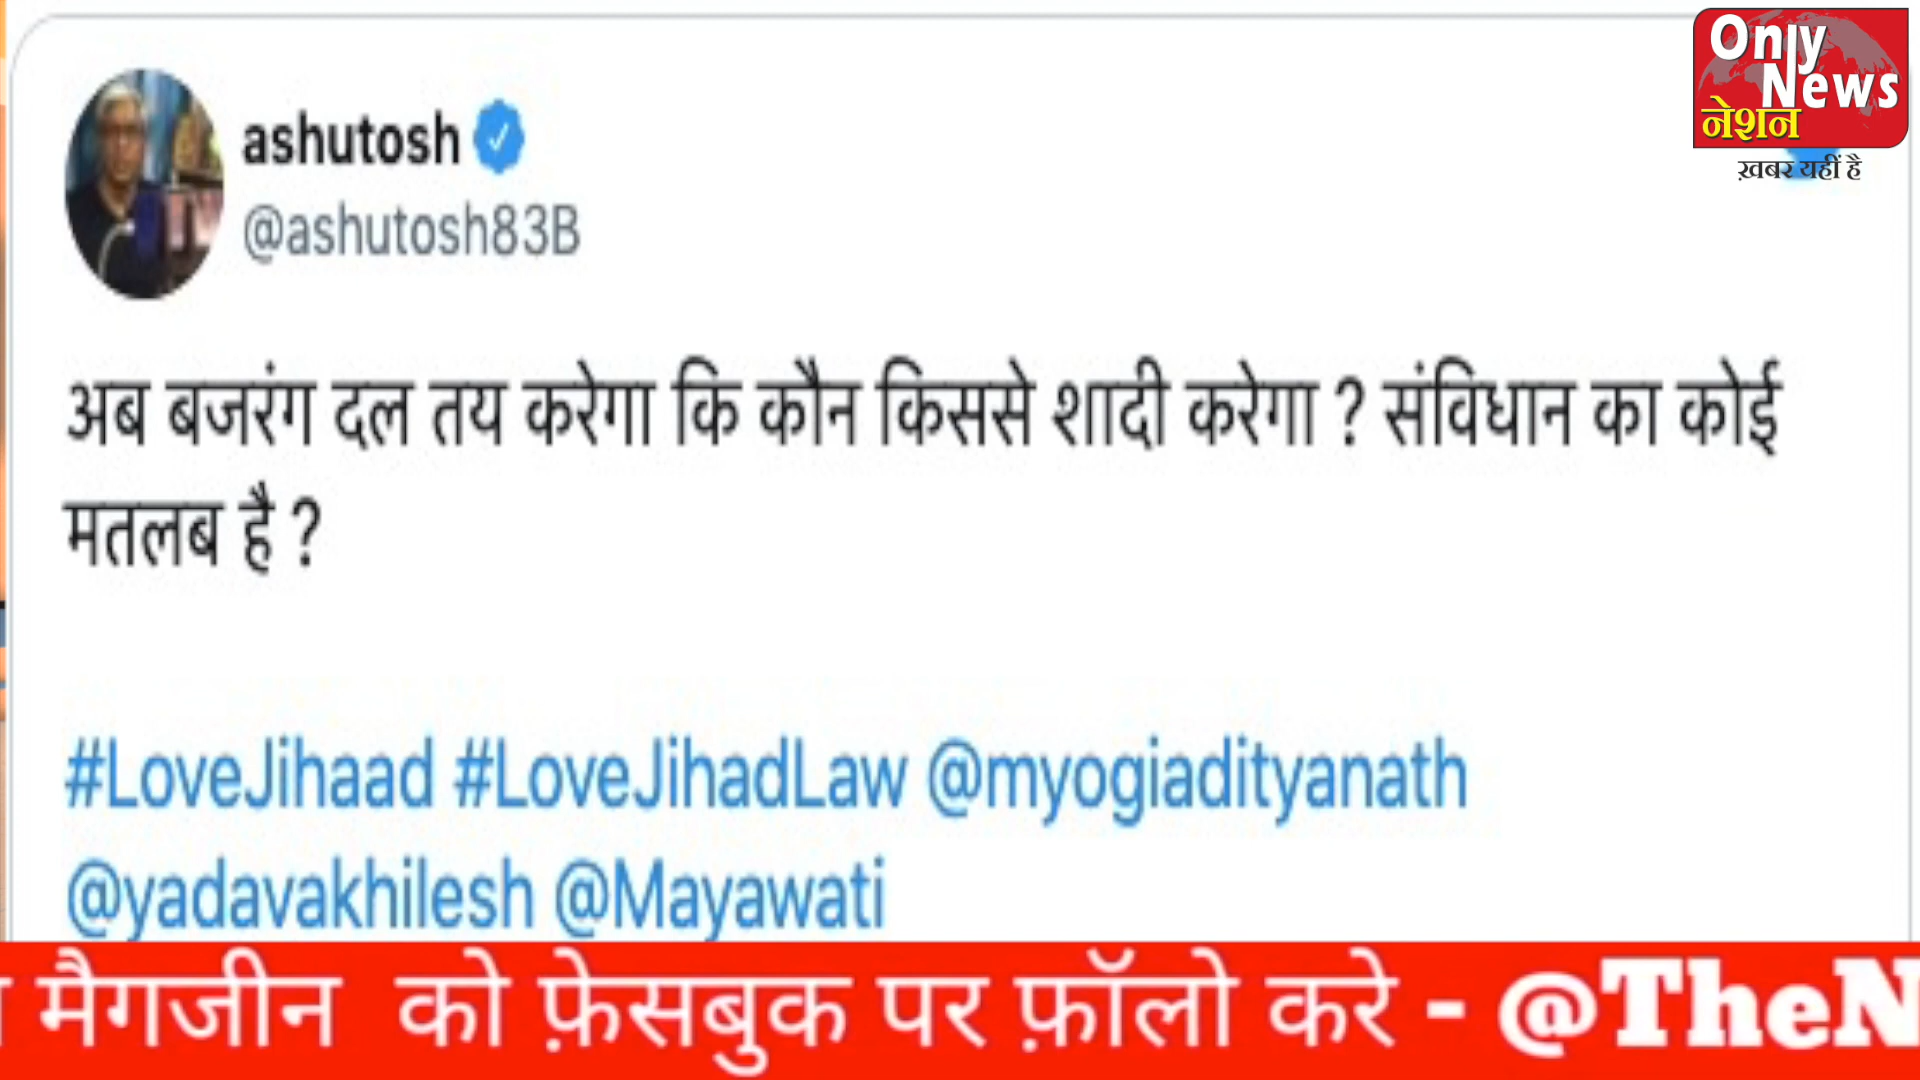 Only
News
नेशन
ख़बर यहीं है
ashutosh
@ashutosh83B
अब बजरंग दल तय करेगा कि कौन किससे शादी करेगा ? संविधान का कोई
मतलब है ?
#LoveJihaad #LoveJihadLaw @myogiadityanath
@yadavakhilesh @Mayawati
मैगजीन को फ़ेसबुक पर फ़ॉलो करे - @TheN